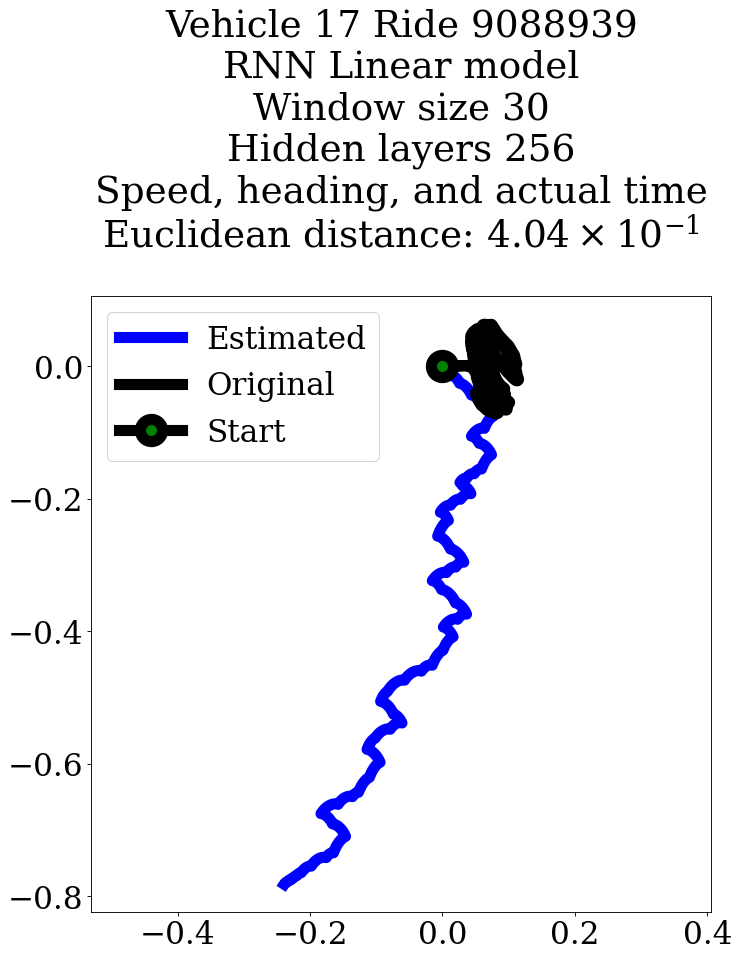 Vehicle 17 Ride 9088939
RNN Linear model
Window size 30
Hidden layers 256
Speed, heading, and actual time
Euclidean distance: 4.04 × 10⁻¹
Estimated
Original
Start
0.0
−0.2
−0.4
−0.6
−0.8
−0.4
−0.2
0.0
0.2
0.4